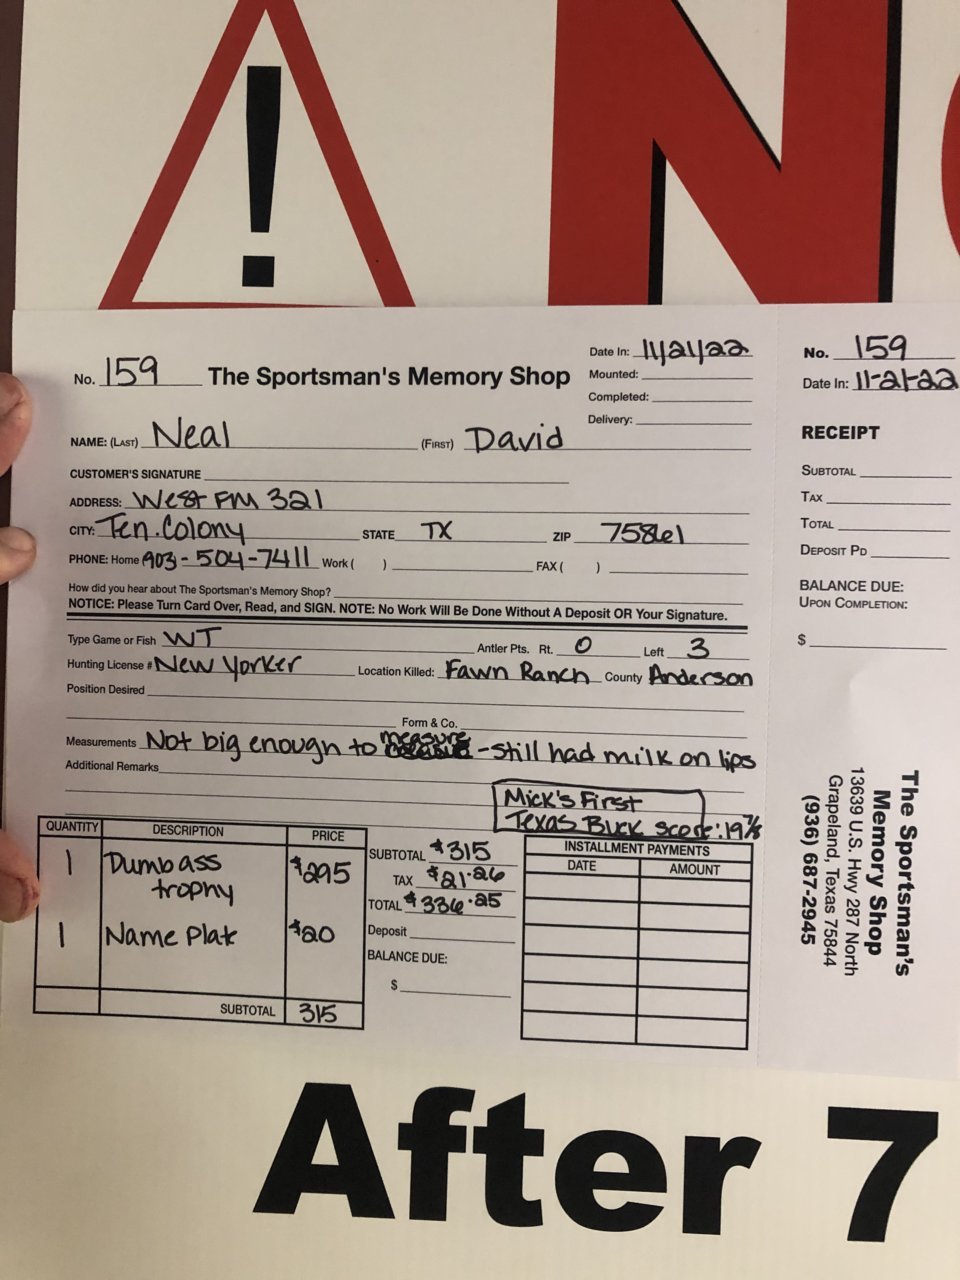 !
NO
No. 159
The Sportsman's Memory Shop
Date In: 11/21/22
Mounted:
Completed:
Delivery:
NAME: (LAST) Neal (FIRST) David
CUSTOMER'S SIGNATURE
ADDRESS: West FM 321
CITY: Ten. Colony STATE TX ZIP 75861
PHONE: Home 903-504-7411 Work ( ) FAX ( )
How did you hear about The Sportsman's Memory Shop?
NOTICE: Please Turn Card Over, Read, and SIGN. NOTE: No Work Will Be Done Without A Deposit OR Your Signature.
Type Game or Fish WT Antler Pts. Rt. 0 Left 3
Hunting License # New Yorker Location Killed: Fawn Ranch County Anderson
Position Desired
Form & Co.
Measurements Not big enough to measure - still had milk on lips
Additional Remarks
Mick's First
Texas Buck score: 19 7/8
QUANTITY DESCRIPTION PRICE
1 Dumbass trophy $295
1 Name Plate $20
SUBTOTAL 315
SUBTOTAL $315
TAX $21.26
TOTAL $336.25
Deposit
BALANCE DUE:
$
INSTALLMENT PAYMENTS
DATE AMOUNT
No. 159
Date In: 11-21-22
RECEIPT
SUBTOTAL
TAX
TOTAL
DEPOSIT PD
BALANCE DUE:
UPON COMPLETION:
$
The Sportsman's
Memory Shop
13639 U.S. Hwy 287 North
Grapeland, Texas 75844
(936) 687-2945
After 7